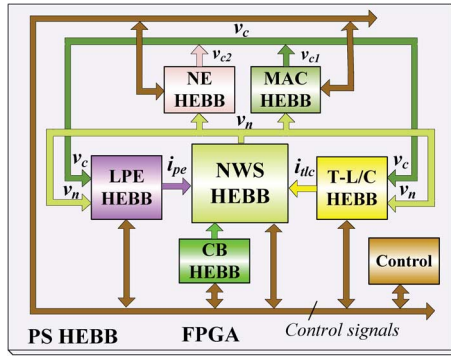 v_c
v_c2
v_c1
NE
HEBB
MAC
HEBB
v_n
v_c
v_n
LPE
HEBB
i_pe
NWS
HEBB
i_tlc
T-L/C
HEBB
v_c
v_n
CB
HEBB
Control
PS HEBB
FPGA
Control signals